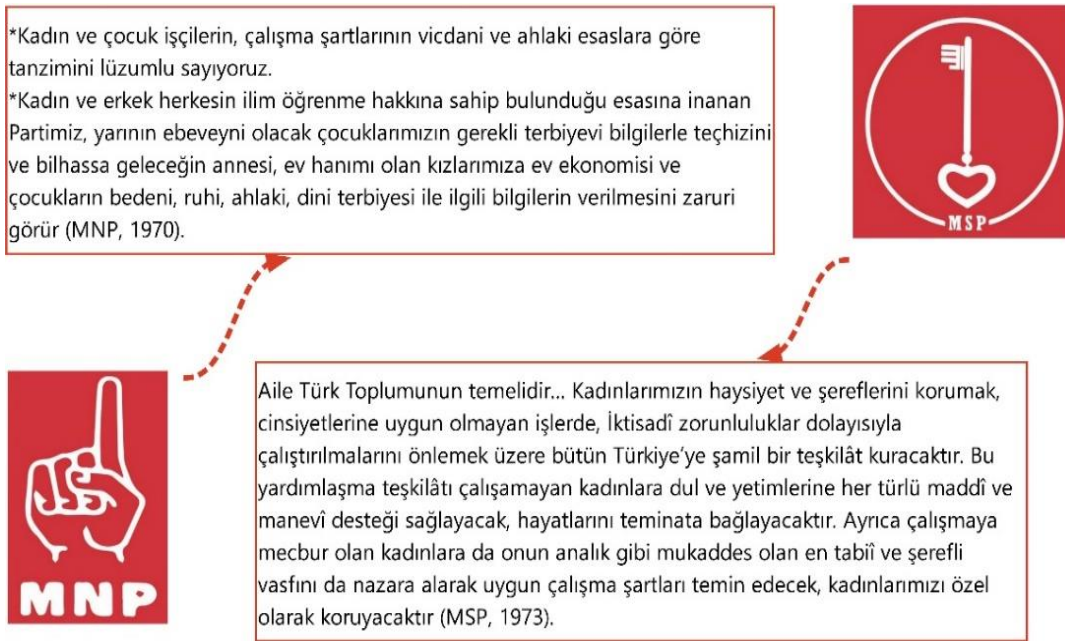 *Kadın ve çocuk işçilerin, çalışma şartlarının vicdani ve ahlaki esaslara göre
tanzimini lüzumlu sayıyoruz.
*Kadın ve erkek herkesin ilim öğrenme hakkına sahip bulunduğu esasına inanan
Partimiz, yarının ebeveyni olacak çocuklarımızın gerekli terbiyevi bilgilerle teçhizini
ve bilhassa geleceğin annesi, ev hanımı olan kızlarımıza ev ekonomisi ve
çocukların bedeni, ruhi, ahlaki, dini terbiyesi ile ilgili bilgilerin verilmesini zaruri
görür (MNP, 1970).
MSP
MNP
Aile Türk Toplumunun temelidir... Kadınlarımızın haysiyet ve şereflerini korumak,
cinsiyetlerine uygun olmayan işlerde, İktisadî zorunluluklar dolayısıyla
çalıştırılmalarını önlemek üzere bütün Türkiye'ye şamil bir teşkilât kuracaktır. Bu
yardımlaşma teşkilâtı çalışamayan kadınlara dul ve yetimlerine her türlü maddî ve
manevî desteği sağlayacak, hayatlarını teminata bağlayacaktır. Ayrıca çalışmaya
mecbur olan kadınlara da onun analık gibi mukaddes olan en tabiî ve şerefli
vasfını da nazara alarak uygun çalışma şartları temin edecek, kadınlarımızı özel
olarak koruyacaktır (MSP, 1973).